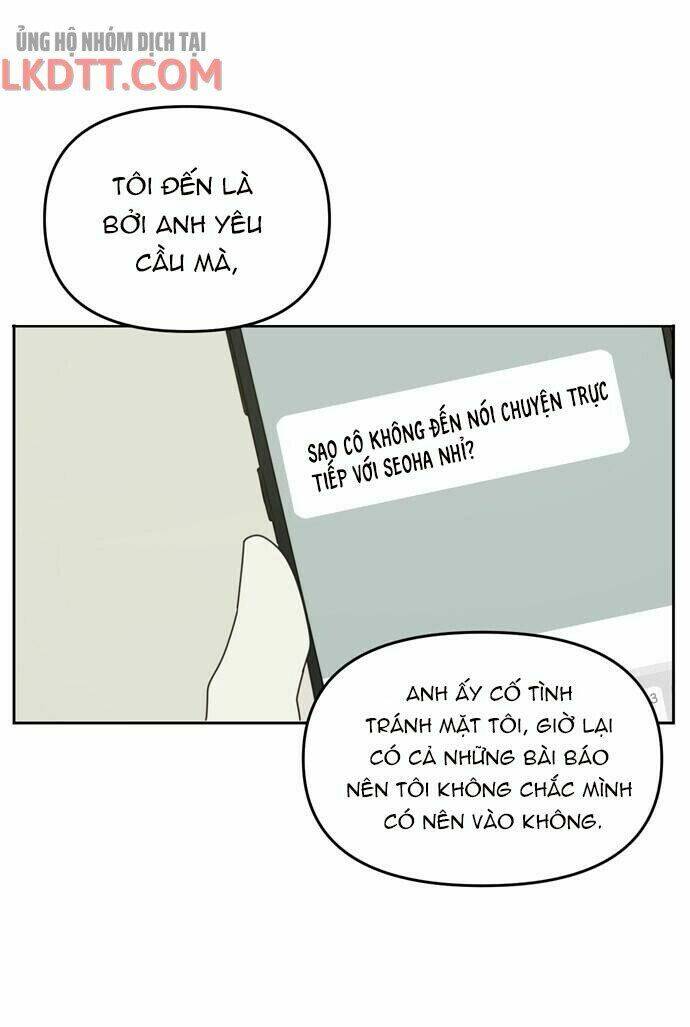 ỦNG HỘ NHÓM DỊCH TẠI
LKDTT.COM
TÔI ĐẾN LÀ
BỞI ANH YÊU
CẦU MÀ,
SAO CÔ KHÔNG ĐẾN NÓI CHUYỆN TRỰC
TIẾP VỚI SEOHA NHỈ?
3
ANH ẤY CỐ TÌNH
TRÁNH MẶT TÔI, GIỜ LẠI
CÓ CẢ NHỮNG BÀI BÁO
NÊN TÔI KHÔNG CHẮC MÌNH
CÓ NÊN VÀO KHÔNG.